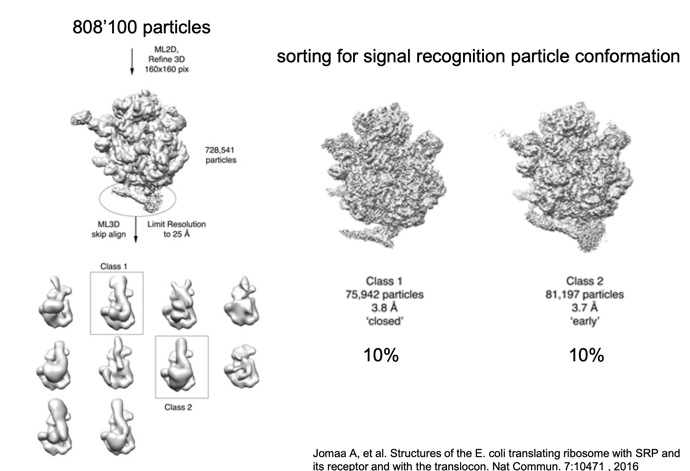 808'100 particles
ML2D,
Refine 3D
160x160 pix
728,541
particles
ML3D
skip align
Limit Resolution
to 25 Å
Class 1
Class 2
sorting for signal recognition particle conformation
Class 1
75,942 particles
3.8 Å
'closed'
10%
Class 2
81,197 particles
3.7 Å
'early'
10%
Jomaa A, et al. Structures of the E. coli translating ribosome with SRP and
its receptor and with the translocon. Nat Commun. 7:10471 , 2016